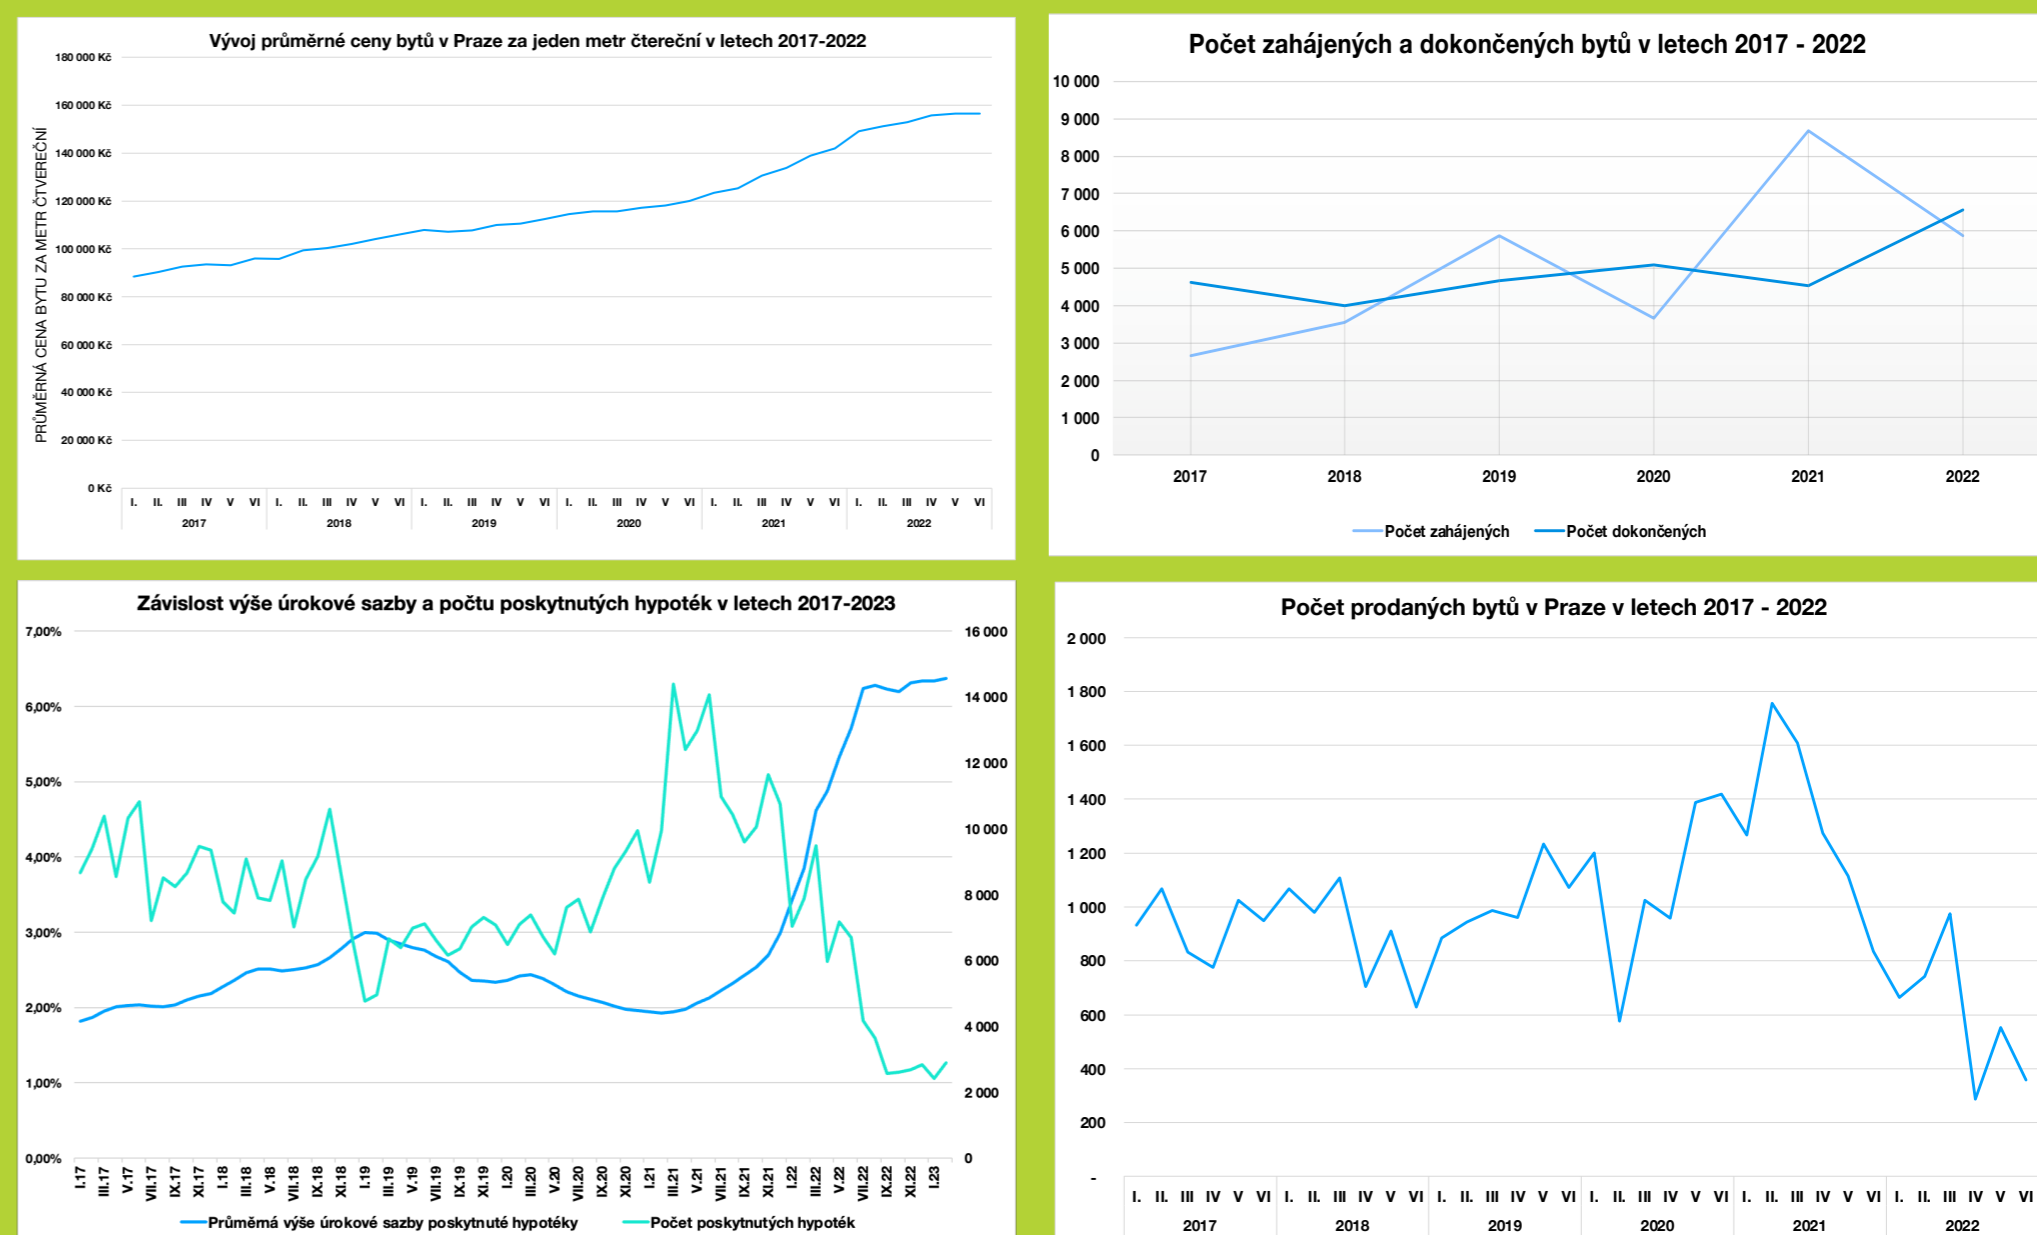 Vývoj průměrné ceny bytů v Praze za jeden metr čtereční v letech 2017-2022
PRŮMĚRNÁ CENA BYTU ZA METR ČTVEREČNÍ
180 000 Kč
160 000 Kč
140 000 Kč
120 000 Kč
100 000 Kč
80 000 Kč
60 000 Kč
40 000 Kč
20 000 Kč
0 Kč
I. II. III IV V VI I. II. III IV V VI I. II. III IV V VI I. II. III IV V VI I. II. III IV V VI I. II. III IV V VI
2017 2018 2019 2020 2021 2022
Počet zahájených a dokončených bytů v letech 2017 - 2022
10 000
9 000
8 000
7 000
6 000
5 000
4 000
3 000
2 000
1 000
0
2017 2018 2019 2020 2021 2022
Počet zahájených Počet dokončených
Závislost výše úrokové sazby a počtu poskytnutých hypoték v letech 2017-2023
7,00%
6,00%
5,00%
4,00%
3,00%
2,00%
1,00%
0,00%
16 000
14 000
12 000
10 000
8 000
6 000
4 000
2 000
0
I.17 III.17 V.17 VII.17 IX.17 XI.17 I.18 III.18 V.18 VII.18 IX.18 XI.18 I.19 III.19 V.19 VII.19 IX.19 XI.19 I.20 III.20 V.20 VII.20 IX.20 XI.20 I.21 III.21 V.21 VII.21 IX.21 XI.21 I.22 III.22 V.22 VII.22 IX.22 XI.22 I.23
Průměrná výše úrokové sazby poskytnuté hypotéky Počet poskytnutých hypoték
Počet prodaných bytů v Praze v letech 2017 - 2022
2 000
1 800
1 600
1 400
1 200
1 000
800
600
400
200
-
I. II. III IV V VI I. II. III IV V VI I. II. III IV V VI I. II. III IV V VI I. II. III IV V VI I. II. III IV V VI
2017 2018 2019 2020 2021 2022